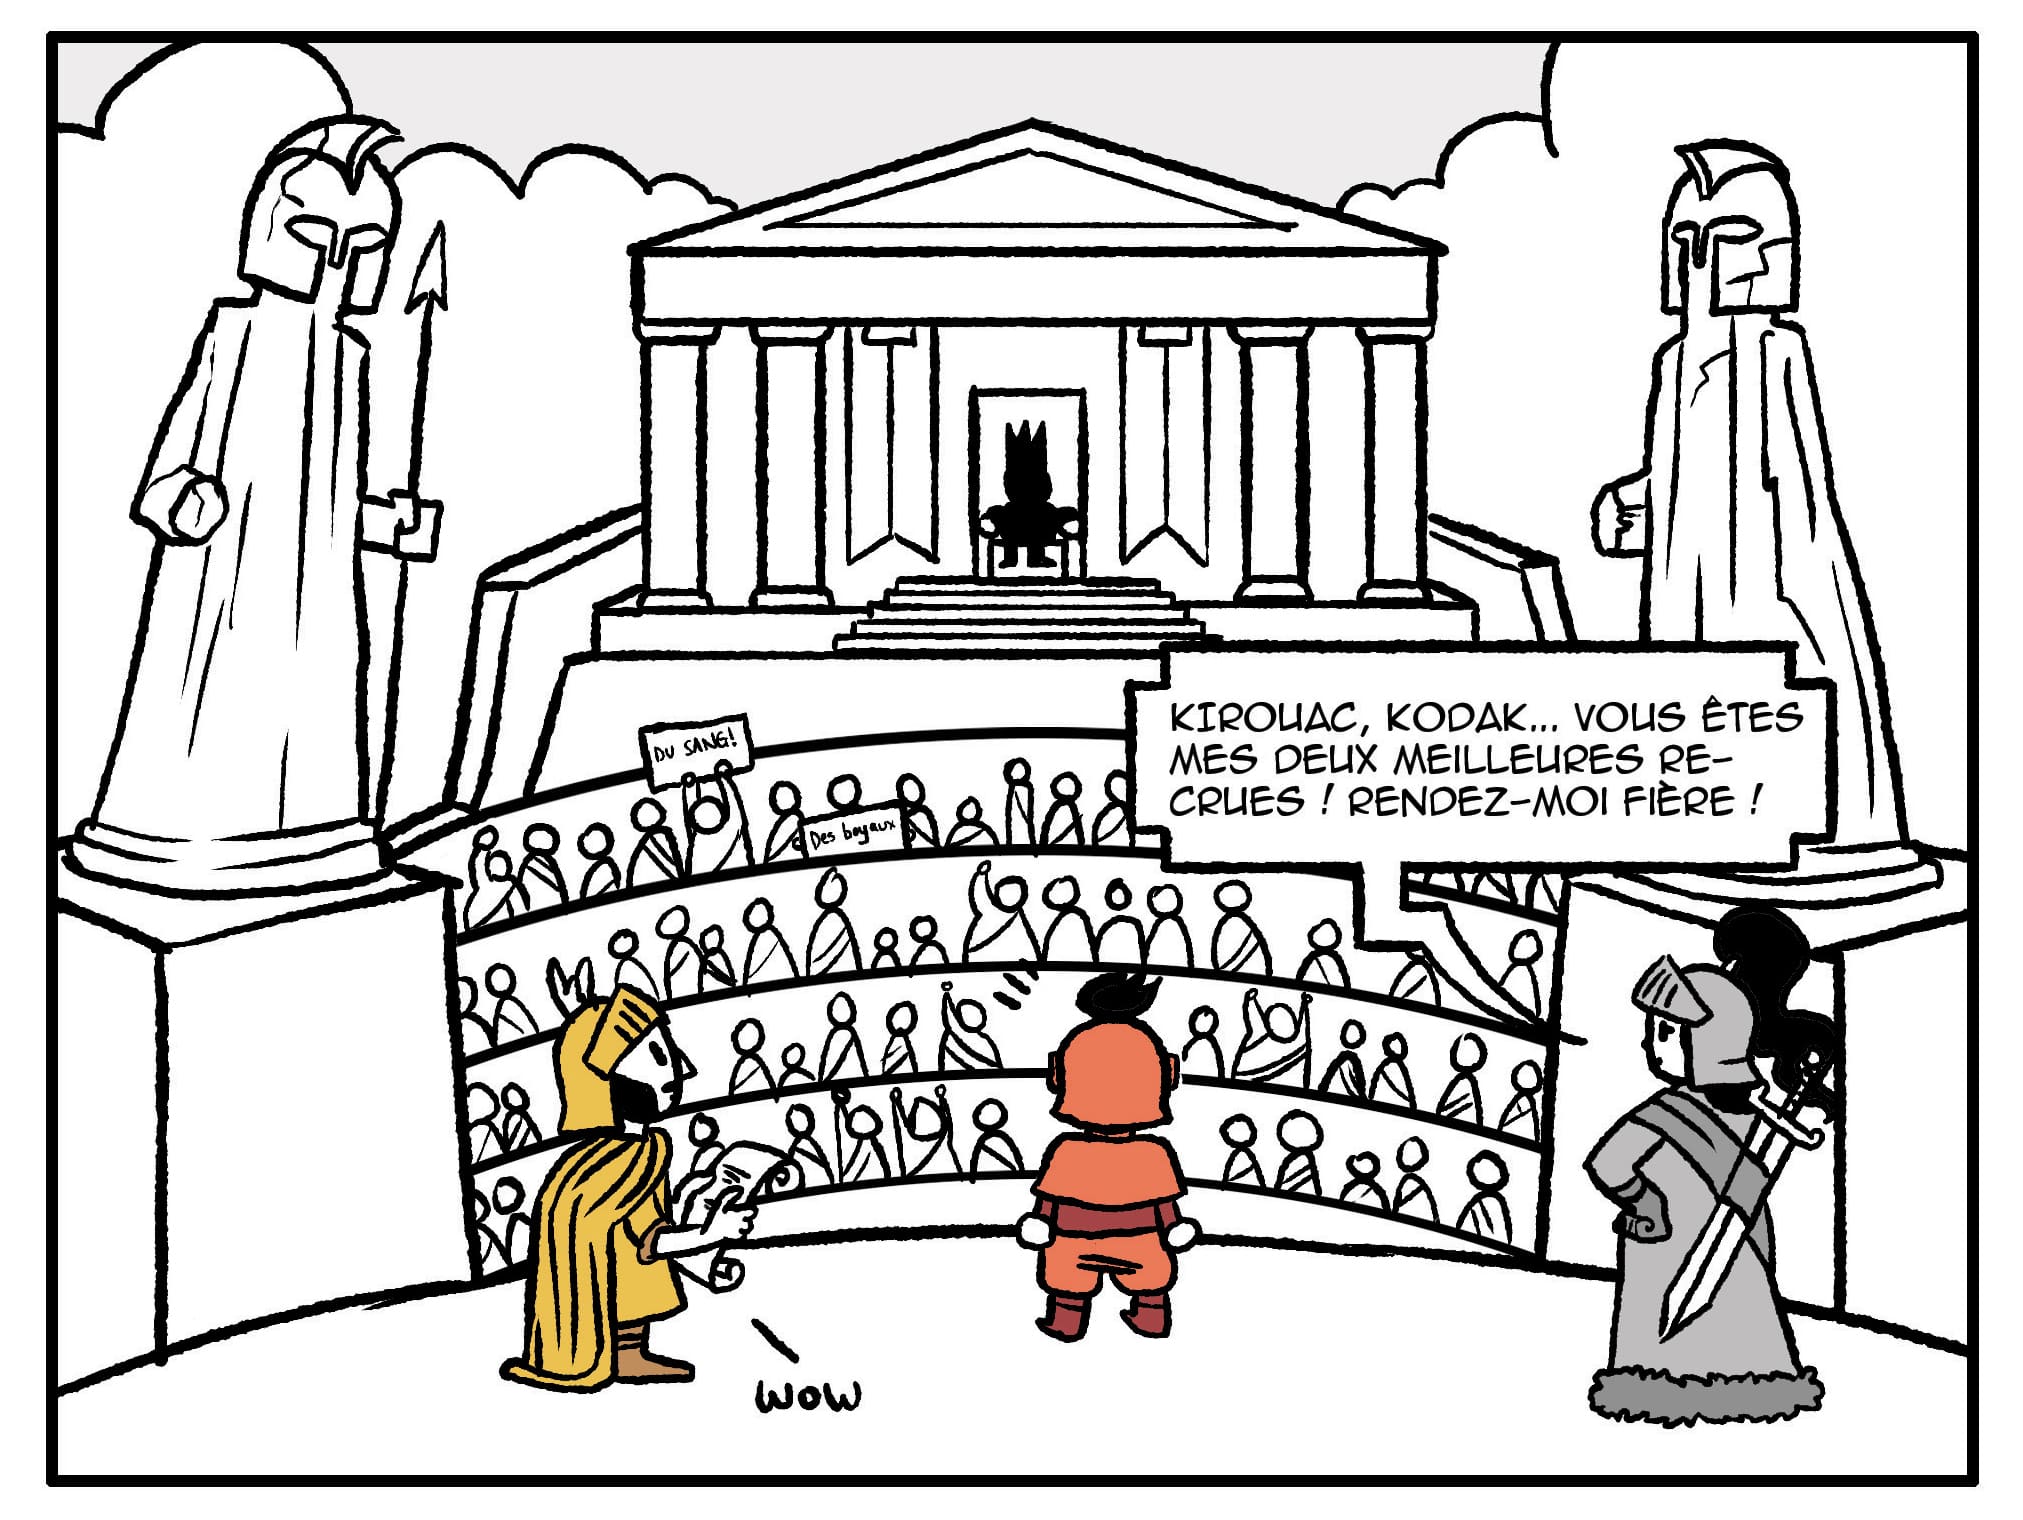 DU SANG!
Des boyaux
KIROUAC, KODAK... VOUS ÊTES
MES DEUX MEILLEURES RE-
CRUES ! RENDEZ-MOI FIÈRE !
WOW